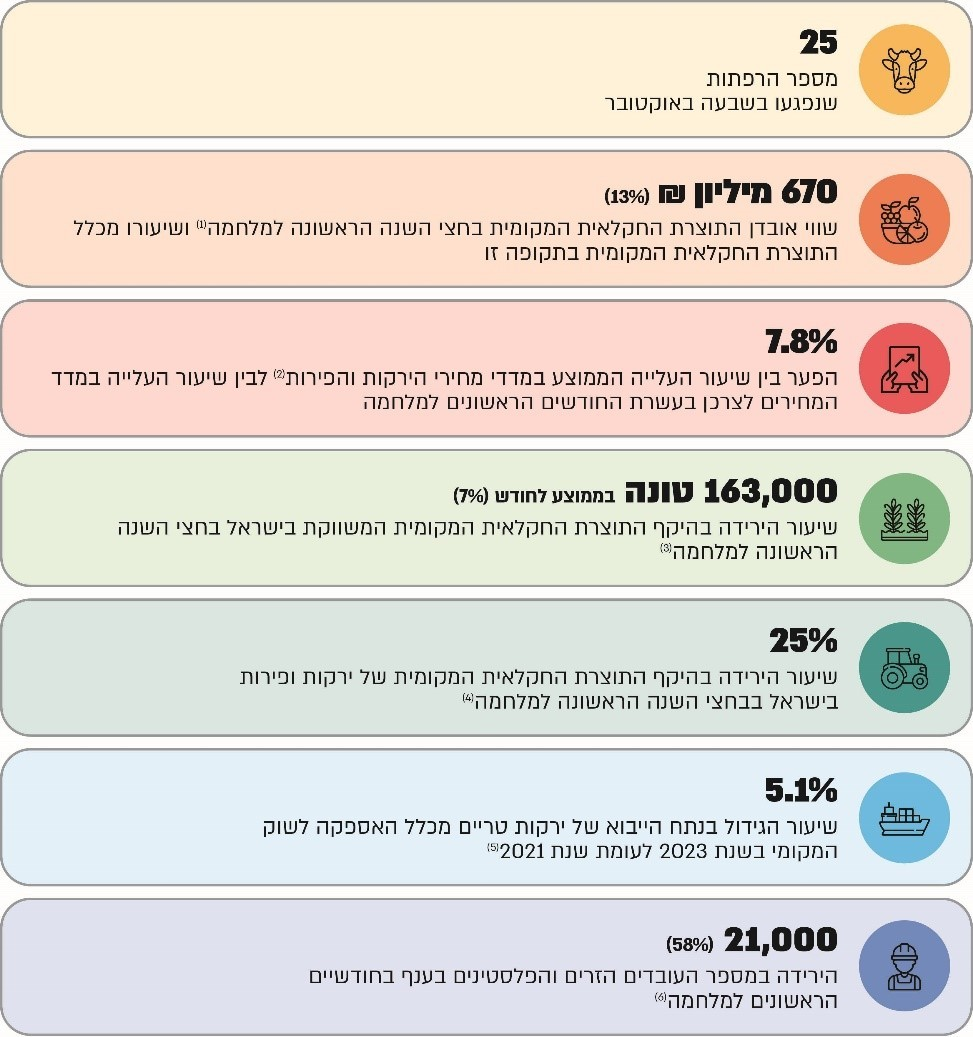 25
מספר הרפתות
שנפגעו בשבעה באוקטובר
670 מיליון ₪ (13%)
שווי אובדן התוצרת החקלאית המקומית בחצי השנה הראשונה למלחמה(1) ושיעורו מכלל
התוצרת החקלאית המקומית בתקופה זו
7.8%
הפער בין שיעור העלייה הממוצע במדדי מחירי הירקות והפירות(2) לבין שיעור העלייה במדד
המחירים לצרכן בעשרת החודשים הראשונים למלחמה
163,000 טונה בממוצע לחודש (7%)
שיעור הירידה בהיקף התוצרת החקלאית המקומית המשווקת בישראל בחצי השנה
הראשונה למלחמה(3)
25%
שיעור הירידה בהיקף התוצרת החקלאית המקומית של ירקות ופירות
בישראל בבחצי השנה הראשונה למלחמה(4)
5.1%
שיעור הגידול בנתח הייבוא של ירקות טריים מכלל האספקה לשוק
המקומי בשנת 2023 לעומת שנת 2021(5)
21,000 (58%)
הירידה במספר העובדים הזרים והפלסטינים בענף בחודשיים
הראשונים למלחמה(6)